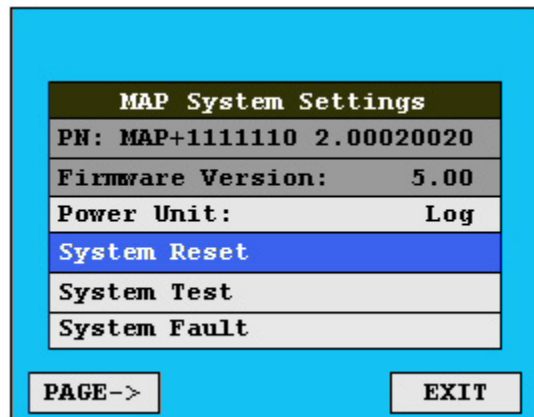 MAP System Settings
PN: MAP+1111110 2.00020020
Firmware Version: 5.00
Power Unit: Log
System Reset
System Test
System Fault
PAGE-> EXIT